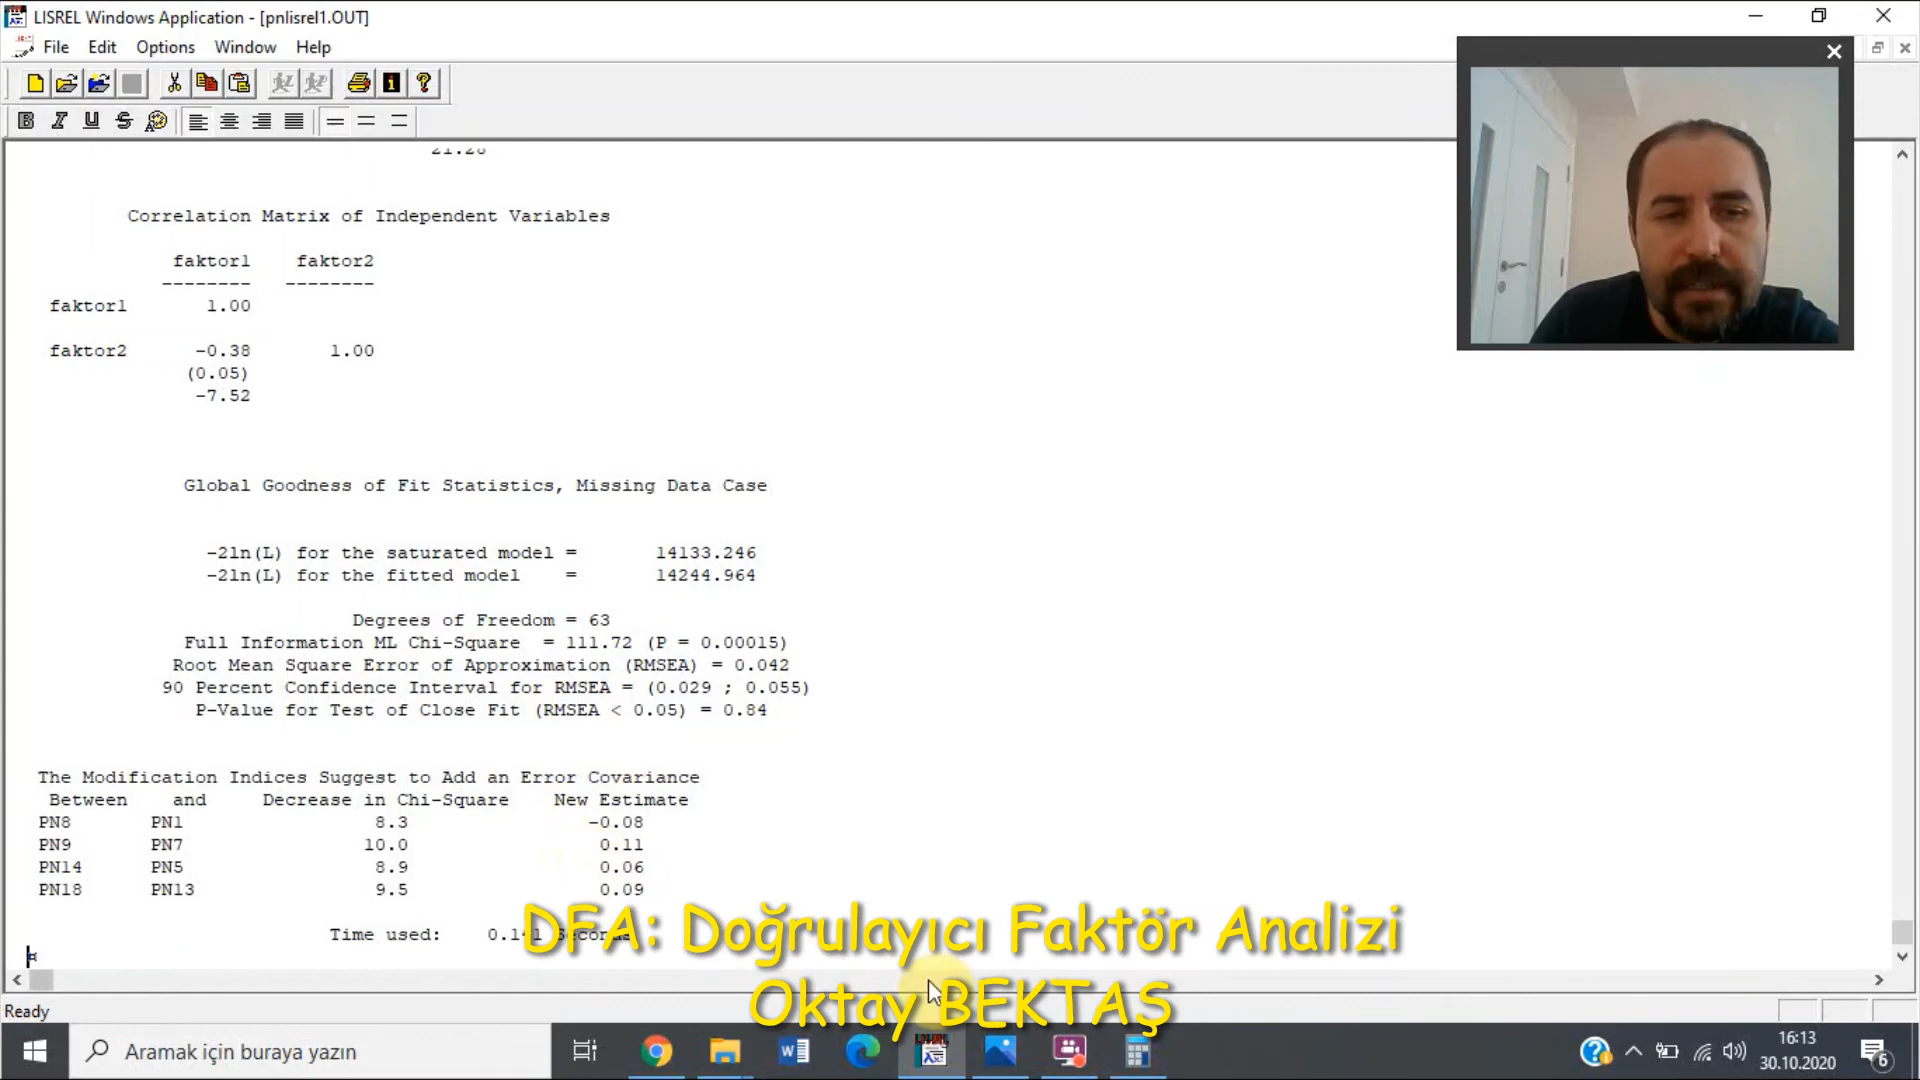 LISREL Windows Application - [pnlisrel1.OUT]
File Edit Options Window Help
B I U S
21.28
Correlation Matrix of Independent Variables
faktor1 faktor2
-------- --------
faktor1 1.00
faktor2 -0.38 1.00
(0.05)
-7.52
Global Goodness of Fit Statistics, Missing Data Case
-2ln(L) for the saturated model = 14133.246
-2ln(L) for the fitted model = 14244.964
Degrees of Freedom = 63
Full Information ML Chi-Square = 111.72 (P = 0.00015)
Root Mean Square Error of Approximation (RMSEA) = 0.042
90 Percent Confidence Interval for RMSEA = (0.029 ; 0.055)
P-Value for Test of Close Fit (RMSEA < 0.05) = 0.84
The Modification Indices Suggest to Add an Error Covariance
Between and Decrease in Chi-Square New Estimate
PN8 PN1 8.3 -0.08
PN9 PN7 10.0 0.11
PN14 PN5 8.9 0.06
PN18 PN13 9.5 0.09
Time used: 0.141 Seconds
DFA: Doğrulayıcı Faktör Analizi
Oktay BEKTAŞ
Ready
Aramak için buraya yazın
16:13
30.10.2020
6